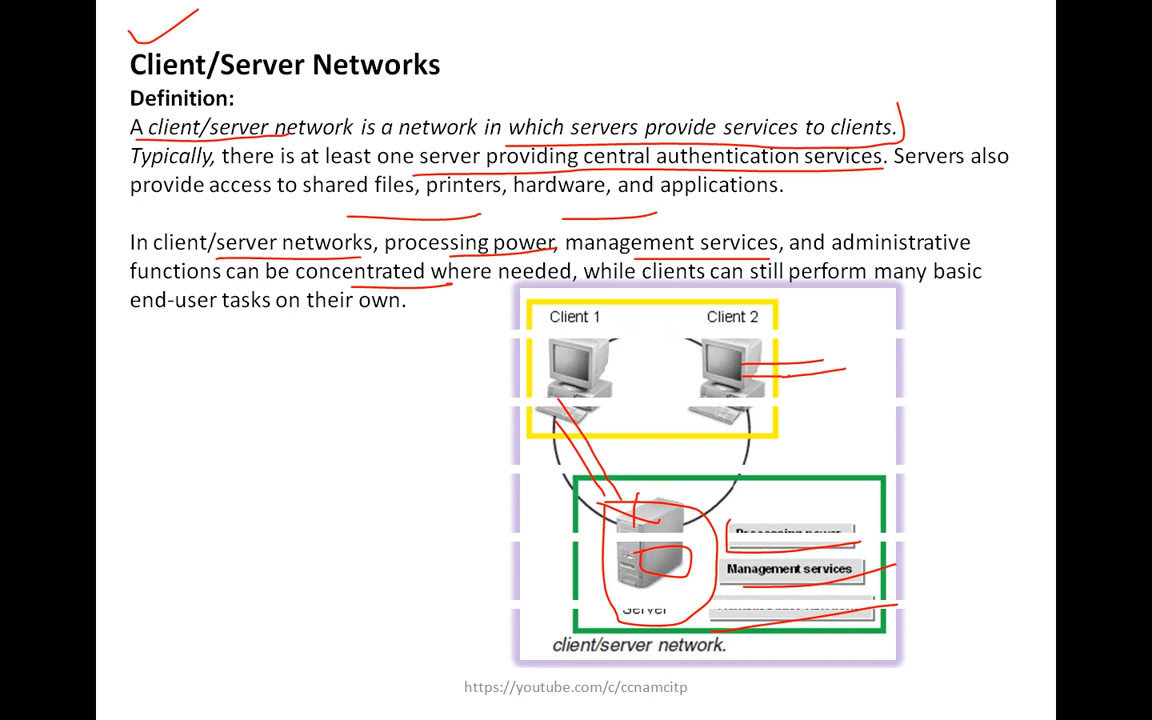 Client/Server Networks
Definition:
A client/server network is a network in which servers provide services to clients.
Typically, there is at least one server providing central authentication services. Servers also
provide access to shared files, printers, hardware, and applications.
In client/server networks, processing power, management services, and administrative
functions can be concentrated where needed, while clients can still perform many basic
end-user tasks on their own.
Client 1 Client 2
Processing power
Management services
Server
client/server network.
https://youtube.com/c/ccnamcitp